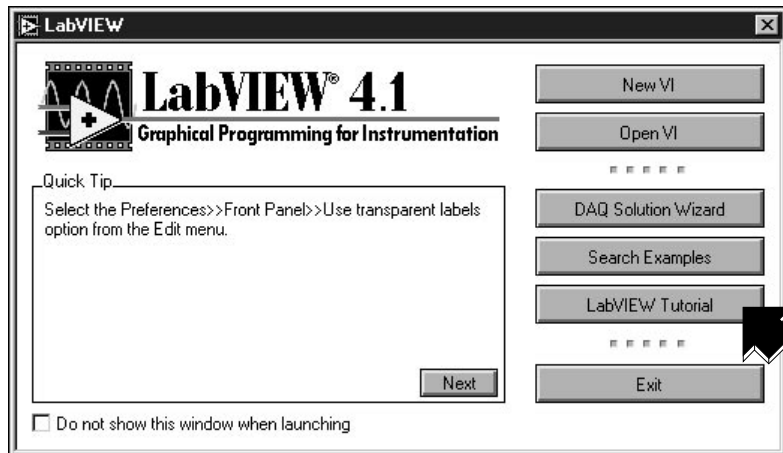 LabVIEW
LabVIEW® 4.1
Graphical Programming for Instrumentation
Quick Tip
Select the Preferences>>Front Panel>>Use transparent labels
option from the Edit menu.
Next
Do not show this window when launching
New VI
Open VI
DAQ Solution Wizard
Search Examples
LabVIEW Tutorial
Exit